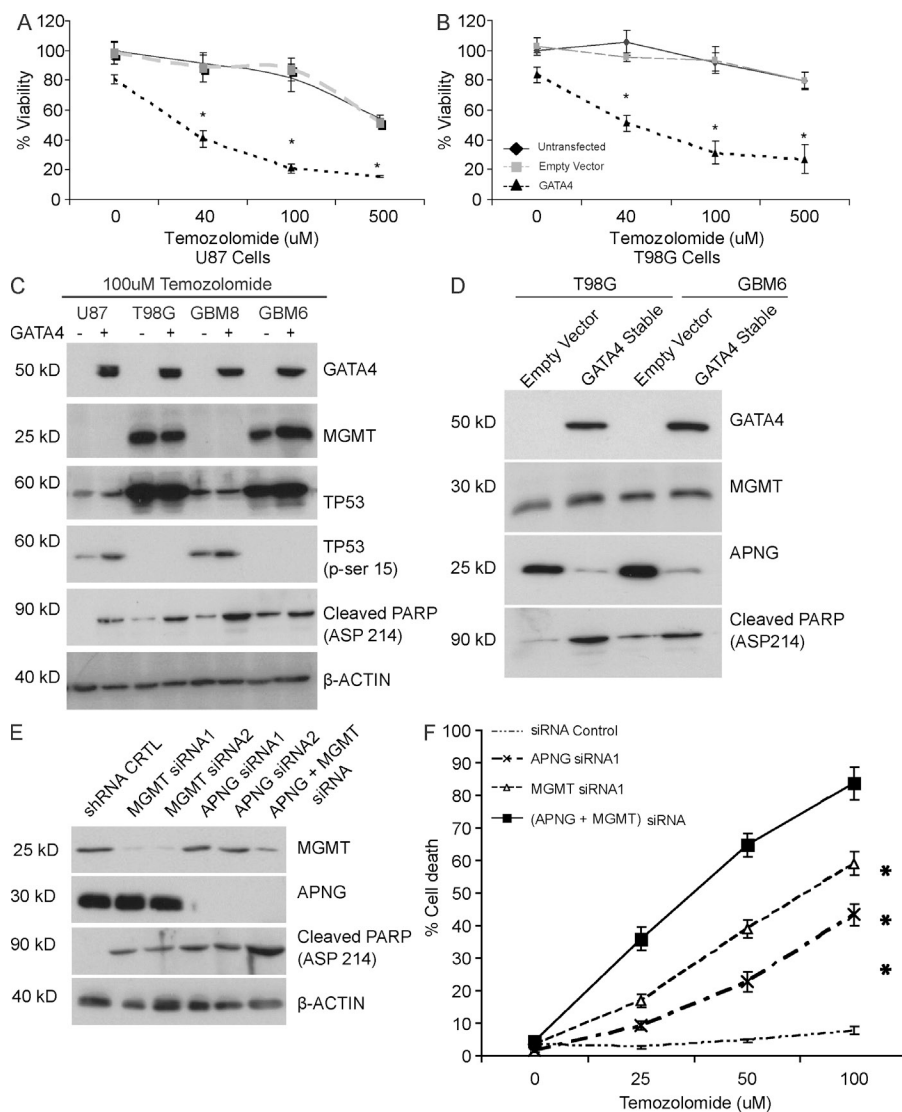 A
% Viability
120
100
80
60
40
20
0
0 40 100 500
* * *
Temozolomide (uM)
U87 Cells
B
% Viability
120
100
80
60
40
20
0
* * *
Untransfected
Empty Vector
GATA4
0 40 100 500
Temozolomide (uM)
T98G Cells
C
100uM Temozolomide
U87 T98G GBM8 GBM6
GATA4 - + - + - + - +
50 kD GATA4
25 kD MGMT
60 kD TP53
60 kD TP53
(p-ser 15)
90 kD Cleaved PARP
(ASP 214)
40 kD β-ACTIN
D
T98G GBM6
Empty Vector
GATA4 Stable
Empty Vector
GATA4 Stable
50 kD GATA4
30 kD MGMT
25 kD APNG
90 kD Cleaved PARP
(ASP214)
E
shRNA CRTL
MGMT siRNA1
MGMT siRNA2
APNG siRNA1
APNG siRNA2
APNG + MGMT
siRNA
25 kD MGMT
30 kD APNG
90 kD Cleaved PARP
(ASP 214)
40 kD β-ACTIN
F
% Cell death
100
90
80
70
60
50
40
30
20
10
0
siRNA Control
APNG siRNA1
MGMT siRNA1
(APNG + MGMT) siRNA
*
*
*
0 25 50 100
Temozolomide (uM)